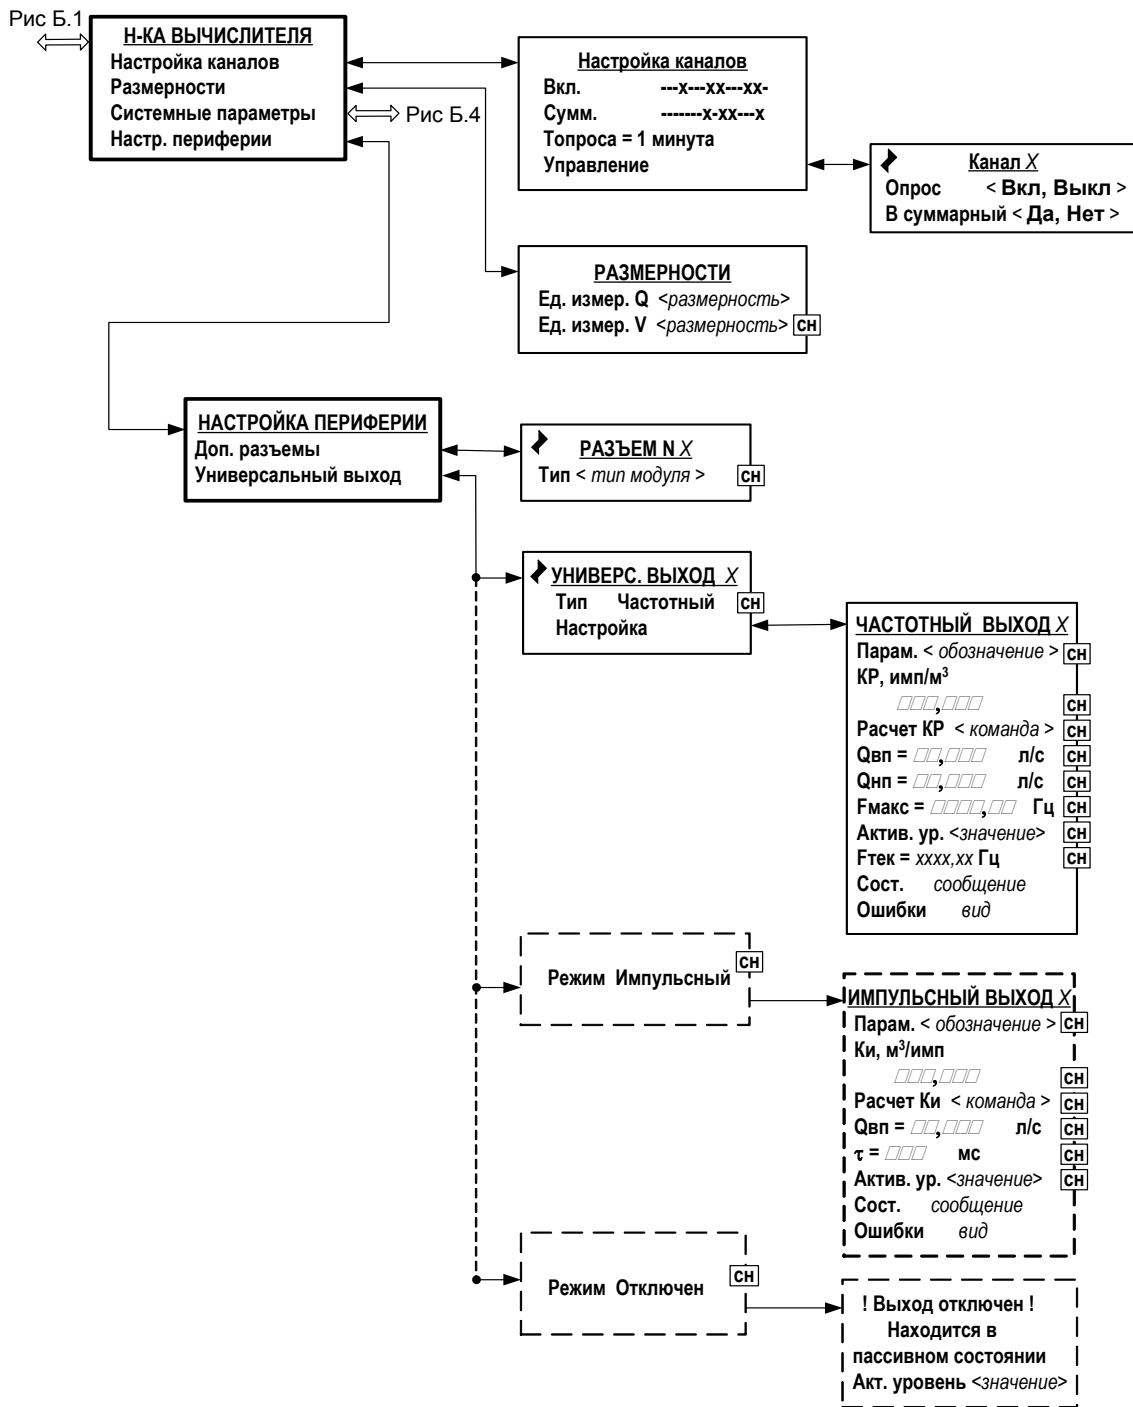 Рис Б.1
Н-КА ВЫЧИСЛИТЕЛЯ
Настройка каналов
Размерности
Системные параметры
Настр. периферии
Рис Б.4
Настройка каналов
Вкл. ---x---xx---xx-
Сумм. -------x-xx---x
Топроса = 1 минута
Управление
Канал X
Опрос < Вкл, Выкл >
В суммарный < Да, Нет >
РАЗМЕРНОСТИ
Ед. измер. Q <размерность>
Ед. измер. V <размерность> СН
НАСТРОЙКА ПЕРИФЕРИИ
Доп. разъемы
Универсальный выход
РАЗЪЕМ N X
Тип < тип модуля > СН
УНИВЕРС. ВЫХОД X
Тип Частотный СН
Настройка
ЧАСТОТНЫЙ ВЫХОД X
Парам. < обозначение > СН
КР, имп/м³
□□□,□□□ СН
Расчет КР < команда > СН
Qвп = □□,□□□ л/с СН
Qнп = □□,□□□ л/с СН
Fмакс = □□□□,□□ Гц СН
Актив. ур. <значение> СН
Fтек = xxxx,xx Гц СН
Сост. сообщение
Ошибки вид
Режим Импульсный СН
ИМПУЛЬСНЫЙ ВЫХОД X
Парам. < обозначение > СН
Ки, м³/имп
□□□,□□□ СН
Расчет Ки < команда > СН
Qвп = □□,□□□ л/с СН
τ = □□□ мс СН
Актив. ур. <значение> СН
Сост. сообщение
Ошибки вид
Режим Отключен СН
! Выход отключен !
Находится в
пассивном состоянии
Акт. уровень <значение>